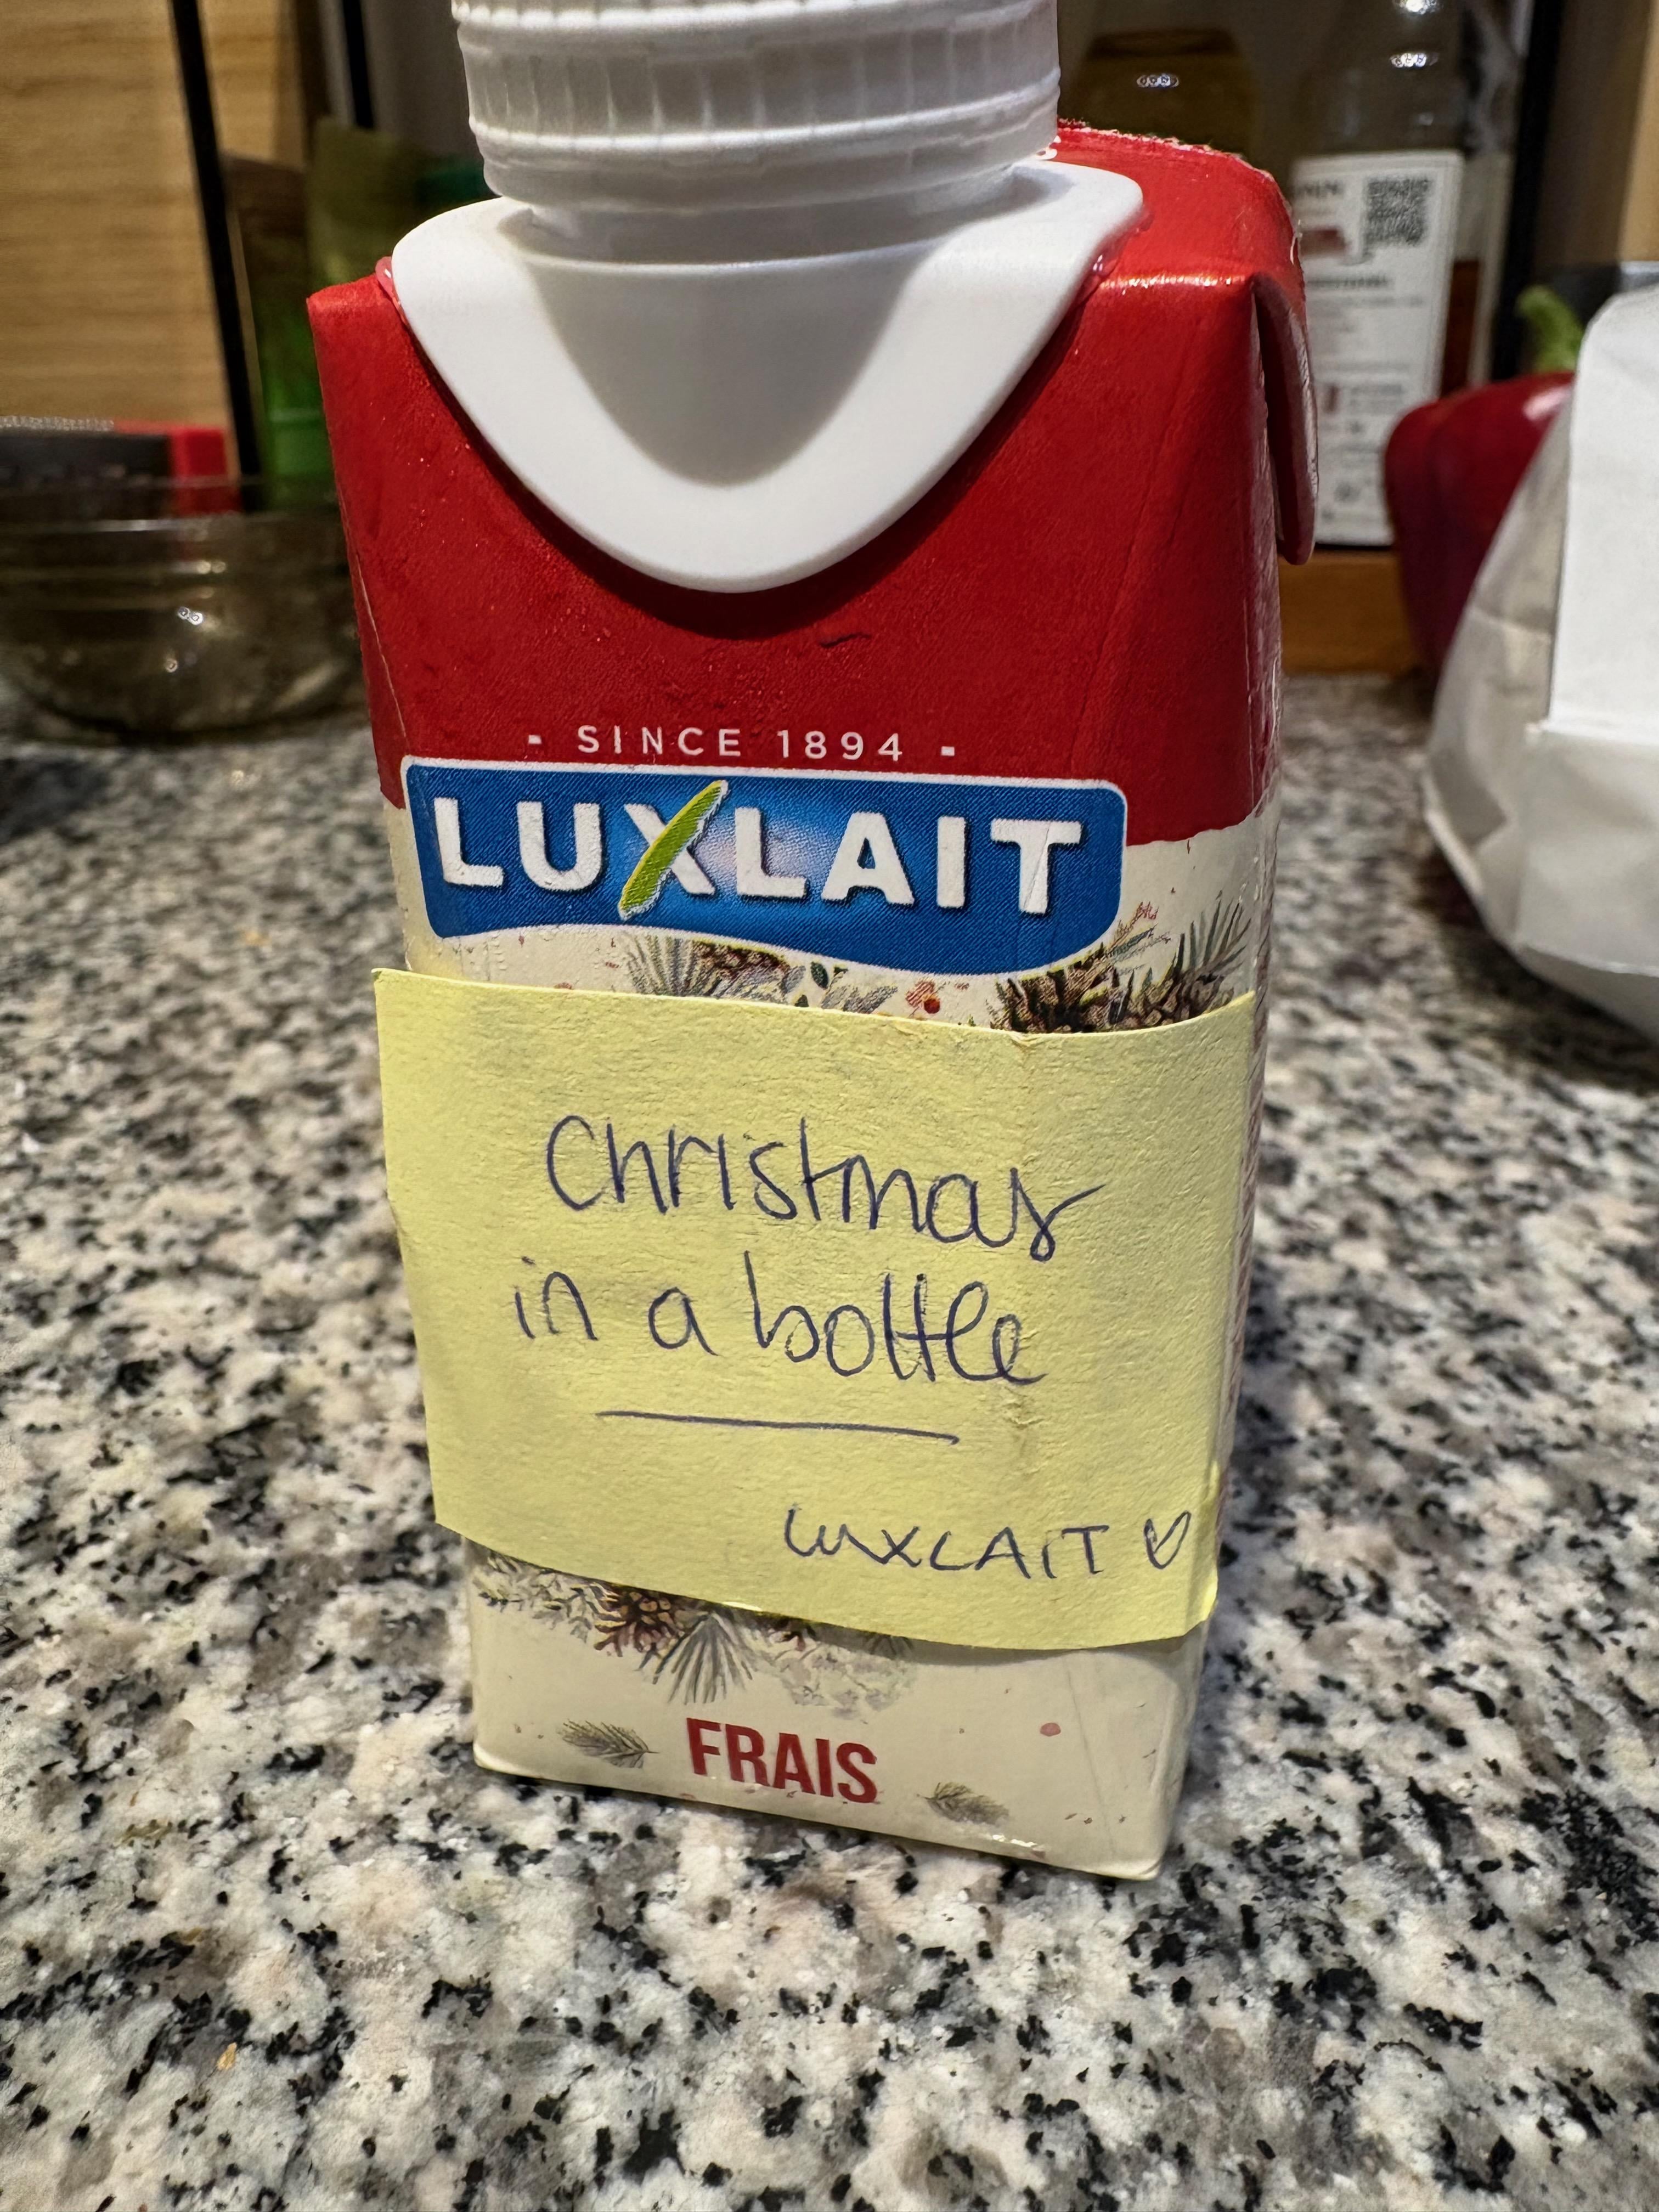 - SINCE 1894 -
LUXLAIT
Christmas
in a bottle
LUXLAIT ♡
FRAIS